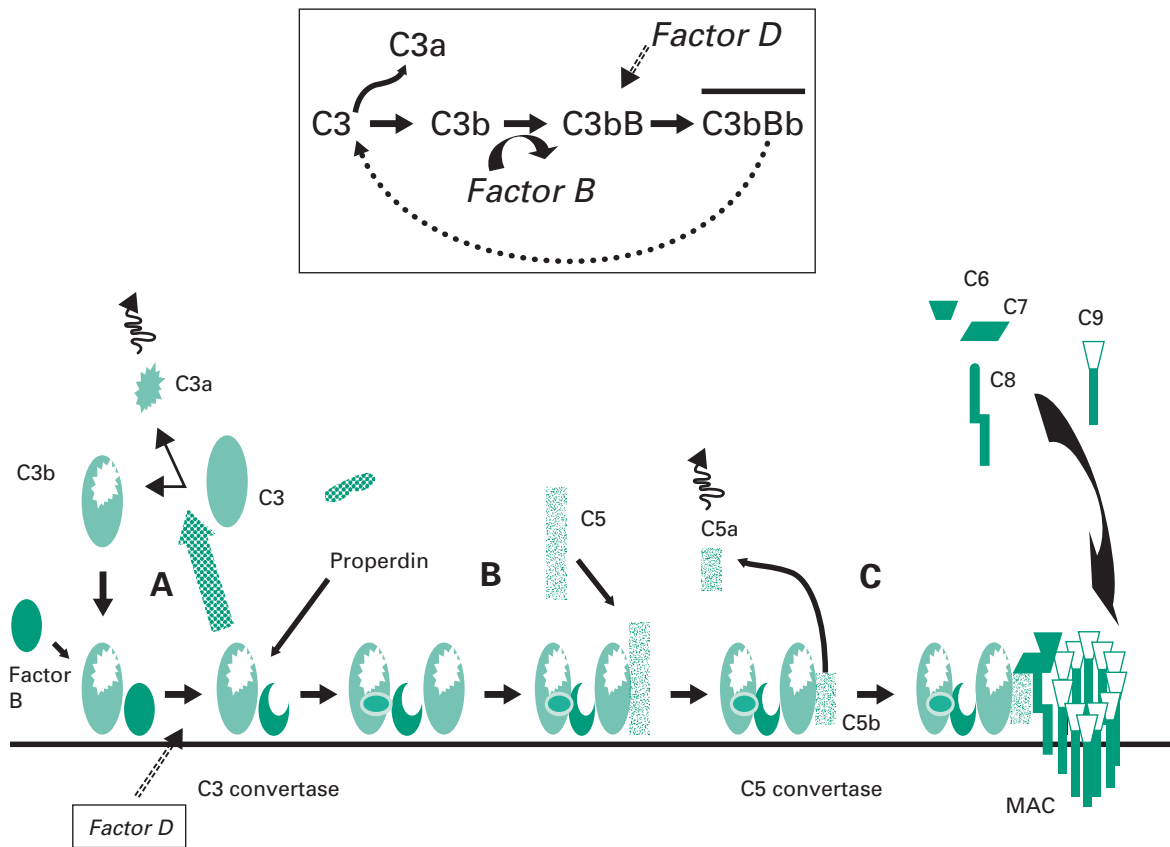 C3a
Factor D
C3
C3b
C3bB
C3bBb
Factor B
C6
C7
C9
C8
C3a
C3b
C3
C5
C5a
Properdin
A
B
C
Factor
B
C5b
C3 convertase
C5 convertase
MAC
Factor D